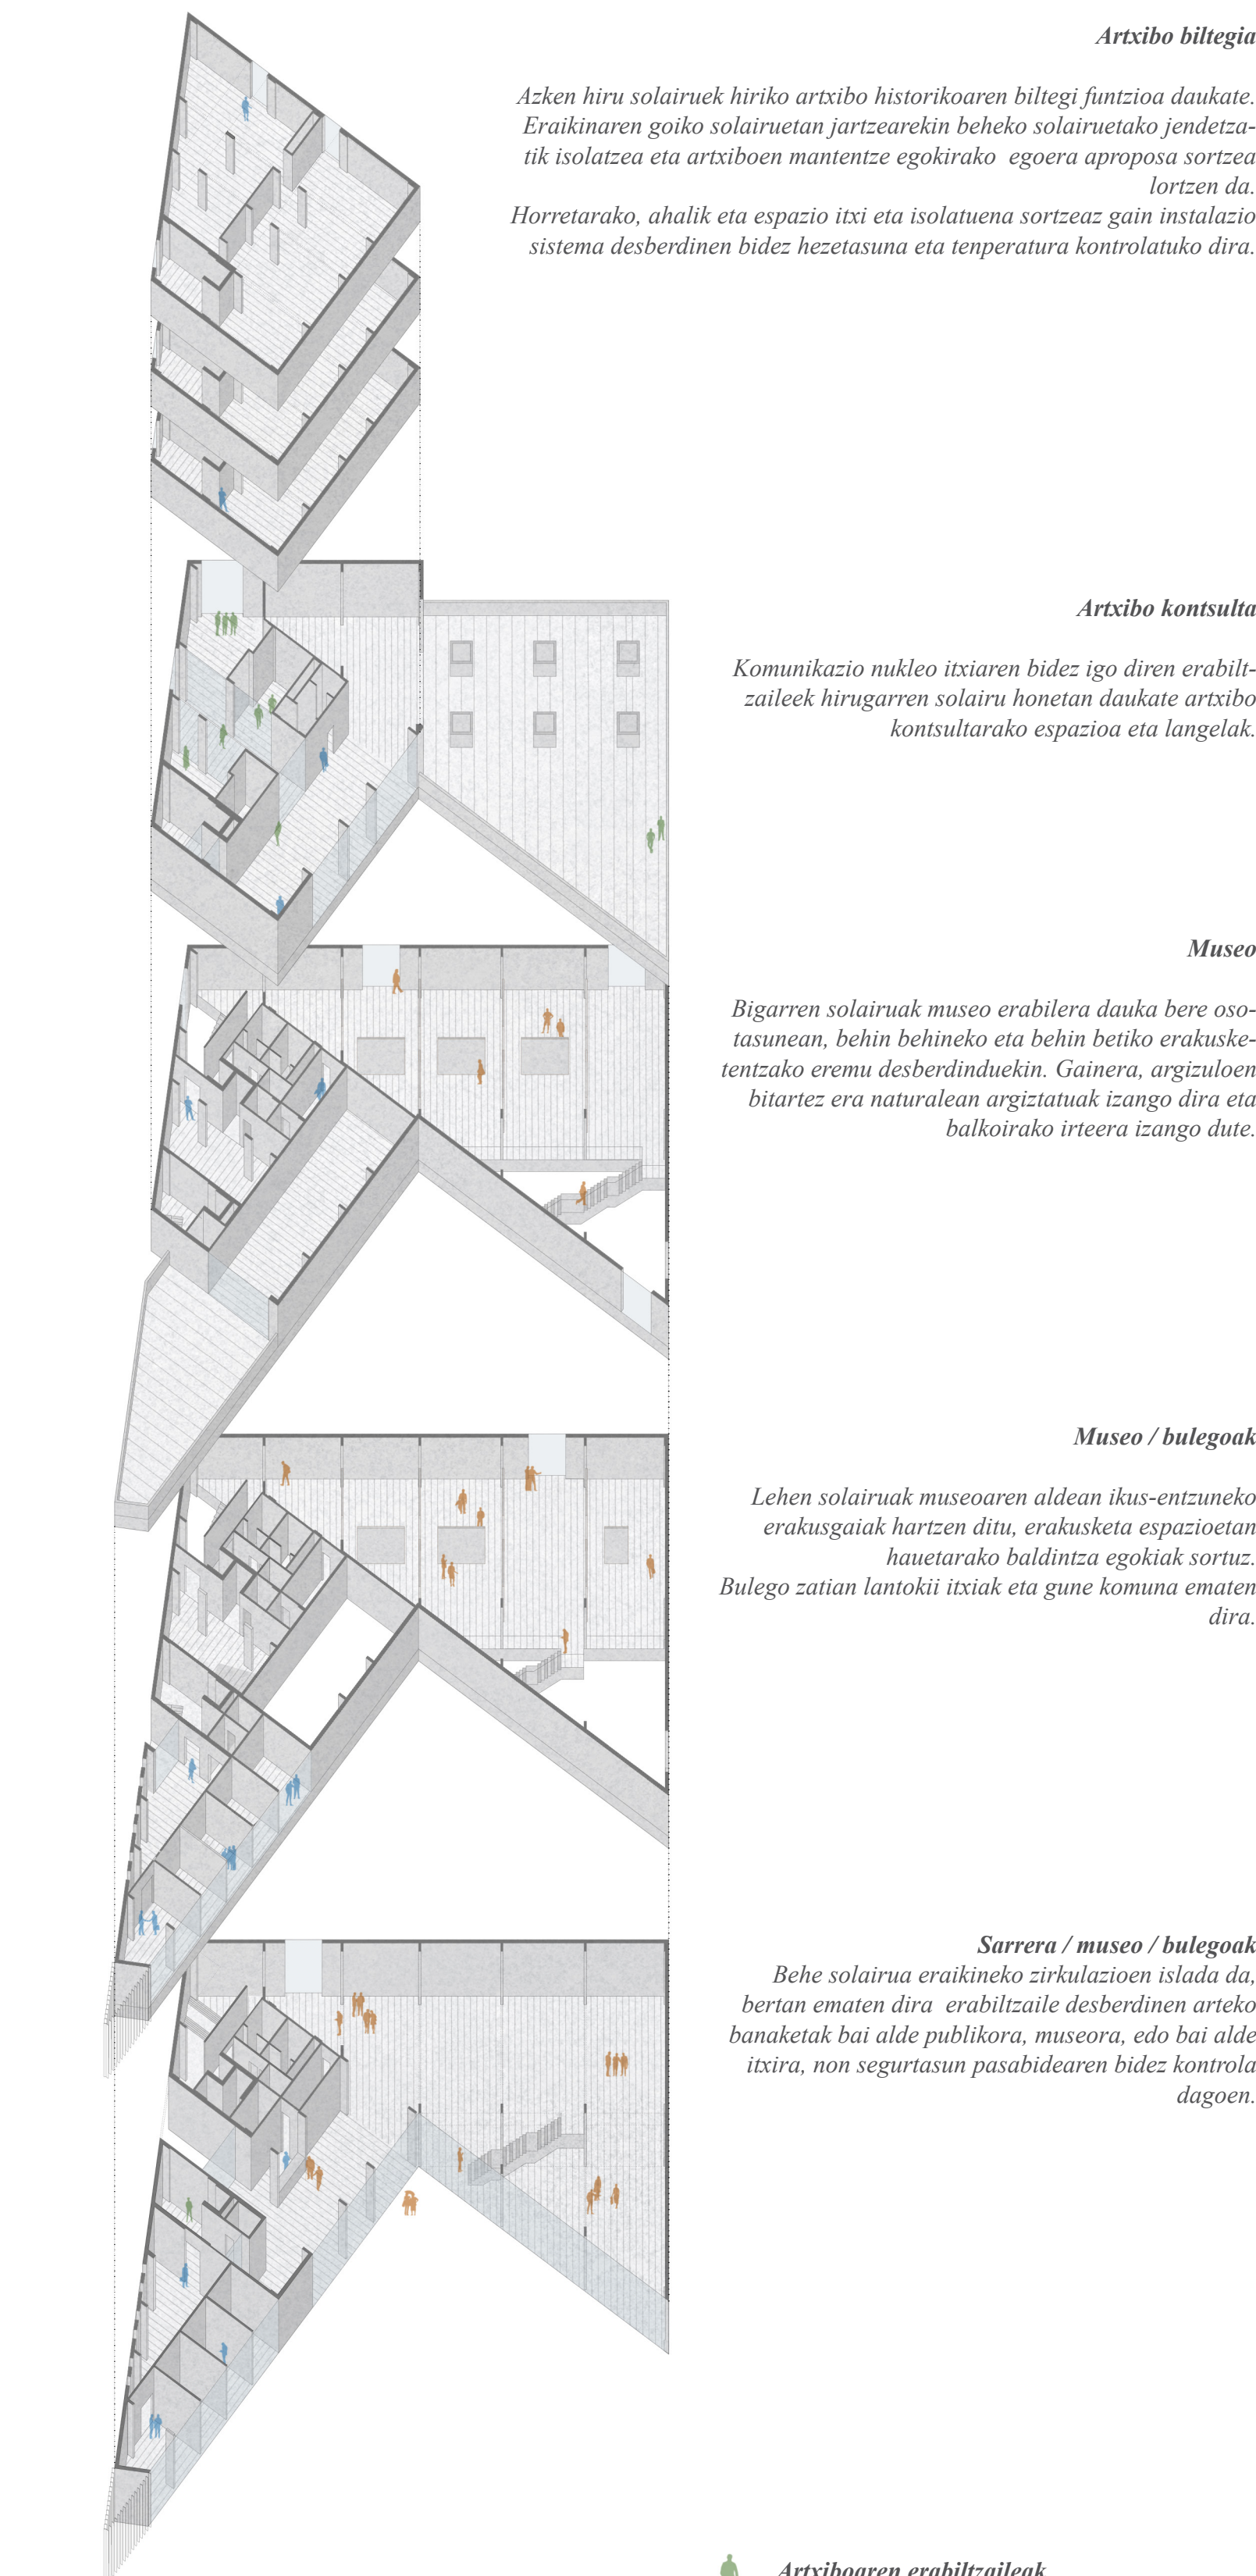 Artxibo biltegia
Azken hiru solairuek hiriko artxibo historikoaren biltegi funtzioa daukate.
Eraikinaren goiko solairuetan jartzearekin beheko solairuetako jendetza-
tik isolatzea eta artxiboen mantentze egokirako egoera aproposa sortzea
lortzen da.
Horretarako, ahalik eta espazio itxi eta isolatuena sortzeaz gain instalazio
sistema desberdinen bidez hezetasuna eta tenperatura kontrolatuko dira.
Artxibo kontsulta
Komunikazio nukleo itxiaren bidez igo diren erabilt-
zaileek hirugarren solairu honetan daukate artxibo
kontsultarako espazioa eta langelak.
Museo
Bigarren solairuak museo erabilera dauka bere oso-
tasunean, behin behineko eta behin betiko erakuske-
tentzako eremu desberdinduekin. Gainera, argizuloen
bitartez era naturalean argiztatuak izango dira eta
balkoirako irteera izango dute.
Museo / bulegoak
Lehen solairuak museoaren aldean ikus-entzuneko
erakusgaiak hartzen ditu, erakusketa espazioetan
hauetarako baldintza egokiak sortuz.
Bulego zatian lantokii itxiak eta gune komuna ematen
dira.
Sarrera / museo / bulegoak
Behe solairua eraikineko zirkulazioen islada da,
bertan ematen dira erabiltzaile desberdinen arteko
banaketak bai alde publikora, museora, edo bai alde
itxira, non segurtasun pasabidearen bidez kontrola
dagoen.
Artxiboaren erabiltzaileak